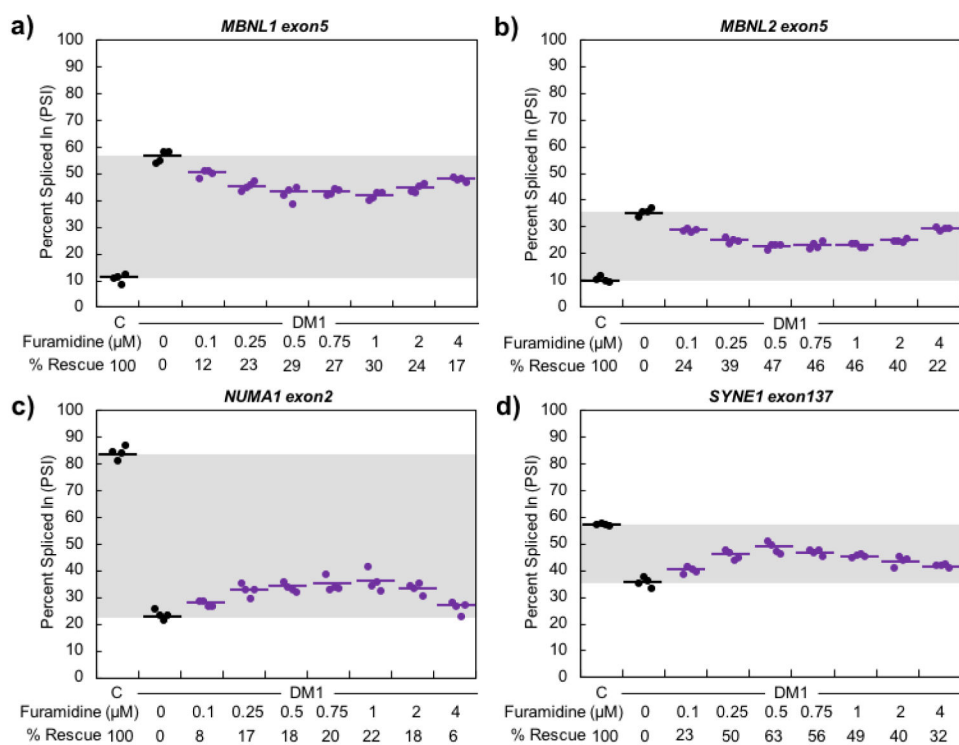 a)
MBNL1 exon5
Percent Spliced In (PSI)
100
90
80
70
60
50
40
30
20
10
0
C DM1
Furamidine (µM) 0 0.1 0.25 0.5 0.75 1 2 4
% Rescue 100 0 12 23 29 27 30 24 17
b)
MBNL2 exon5
Percent Spliced In (PSI)
100
90
80
70
60
50
40
30
20
10
0
C DM1
Furamidine (µM) 0 0.1 0.25 0.5 0.75 1 2 4
% Rescue 100 0 24 39 47 46 46 40 22
c)
NUMA1 exon2
Percent Spliced In (PSI)
100
90
80
70
60
50
40
30
20
10
0
C DM1
Furamidine (µM) 0 0.1 0.25 0.5 0.75 1 2 4
% Rescue 100 0 8 17 18 20 22 18 6
d)
SYNE1 exon137
Percent Spliced In (PSI)
100
90
80
70
60
50
40
30
20
10
0
C DM1
Furamidine (µM) 0 0.1 0.25 0.5 0.75 1 2 4
% Rescue 100 0 23 50 63 56 49 40 32